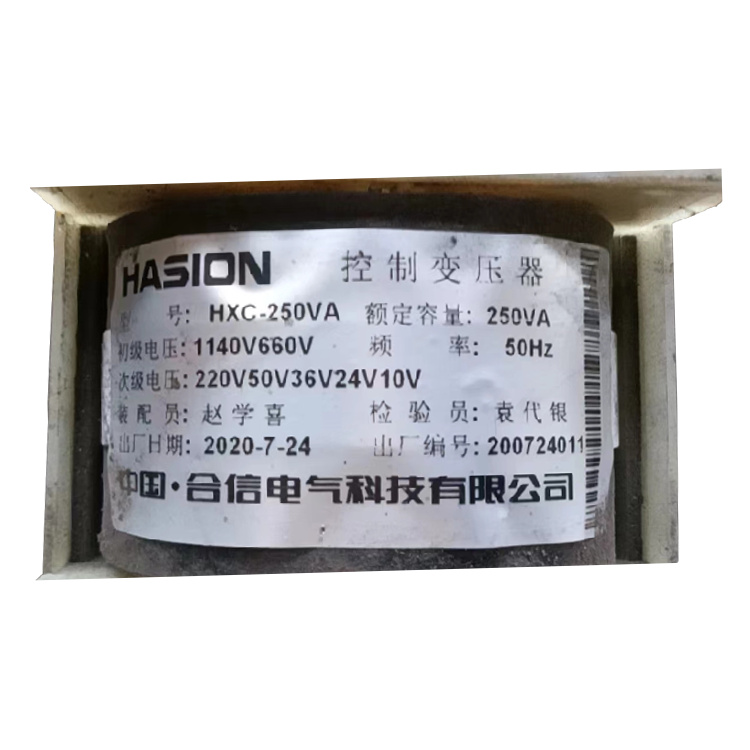 HASION 控制变压器
型 号: HXC-250VA 额定容量: 250VA
初级电压: 1140V660V 频 率: 50Hz
次级电压: 220V50V36V24V10V
装配员: 赵学喜 检验员: 袁代银
出厂日期: 2020-7-24 出厂编号: 200724011
中国·合信电气科技有限公司